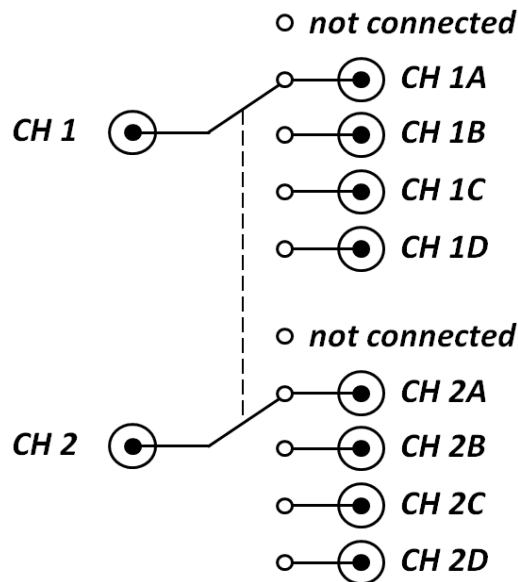 not connected
CH 1A
CH 1
CH 1B
CH 1C
CH 1D
not connected
CH 2A
CH 2
CH 2B
CH 2C
CH 2D